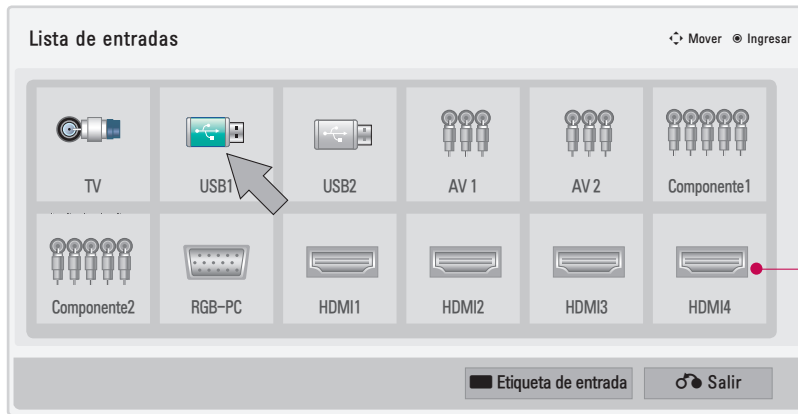 Lista de entradas
Mover Ingresar
TV USB1 USB2 AV 1 AV 2 Componente1
Componente2 RGB-PC HDMI1 HDMI2 HDMI3 HDMI4
Etiqueta de entrada Salir